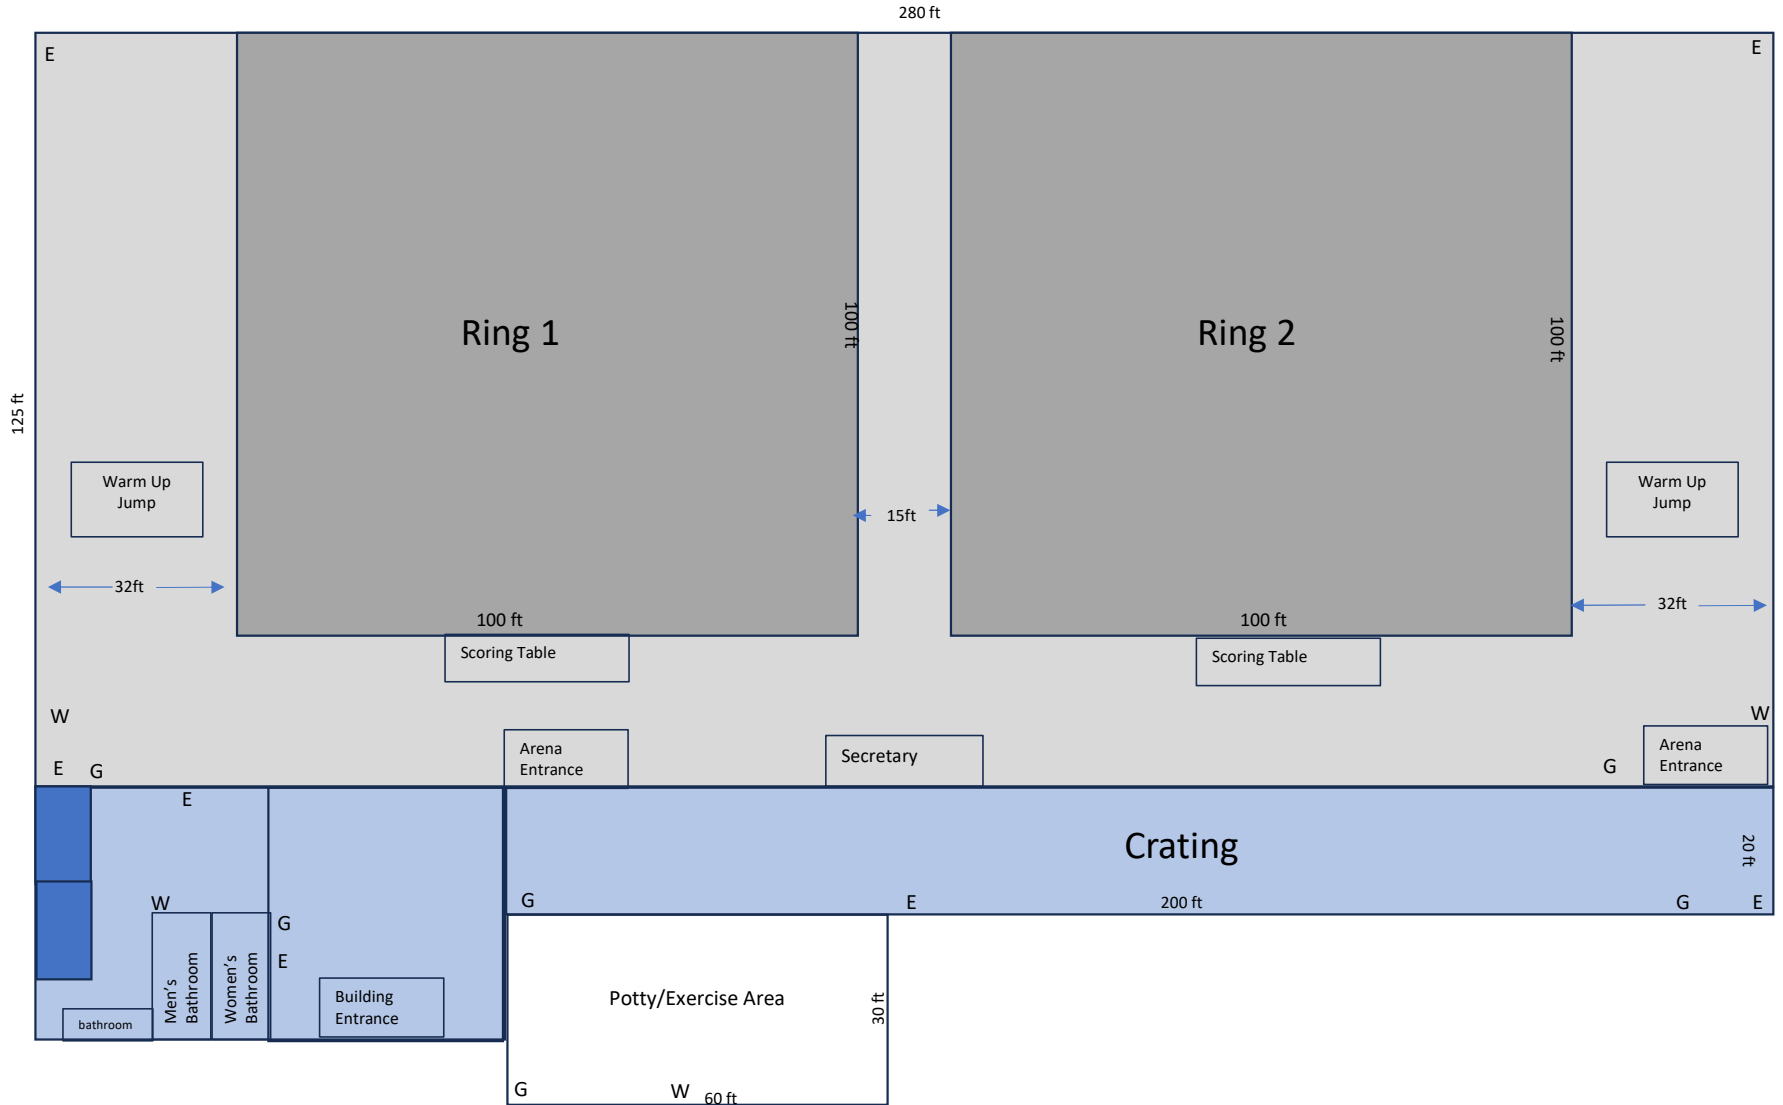 280 ft
E
E
Ring 1
100 ft
Ring 2
100 ft
125 ft
Warm Up
Jump
Warm Up
Jump
15ft
32ft
32ft
100 ft
100 ft
Scoring Table
Scoring Table
W
W
Arena
Entrance
Secretary
Arena
Entrance
E
G
G
E
Crating
20 ft
W
G
E
200 ft
G
E
G
E
Men's
Bathroom
Women's
Bathroom
Building
Entrance
Potty/Exercise Area
30 ft
bathroom
G
W
60 ft